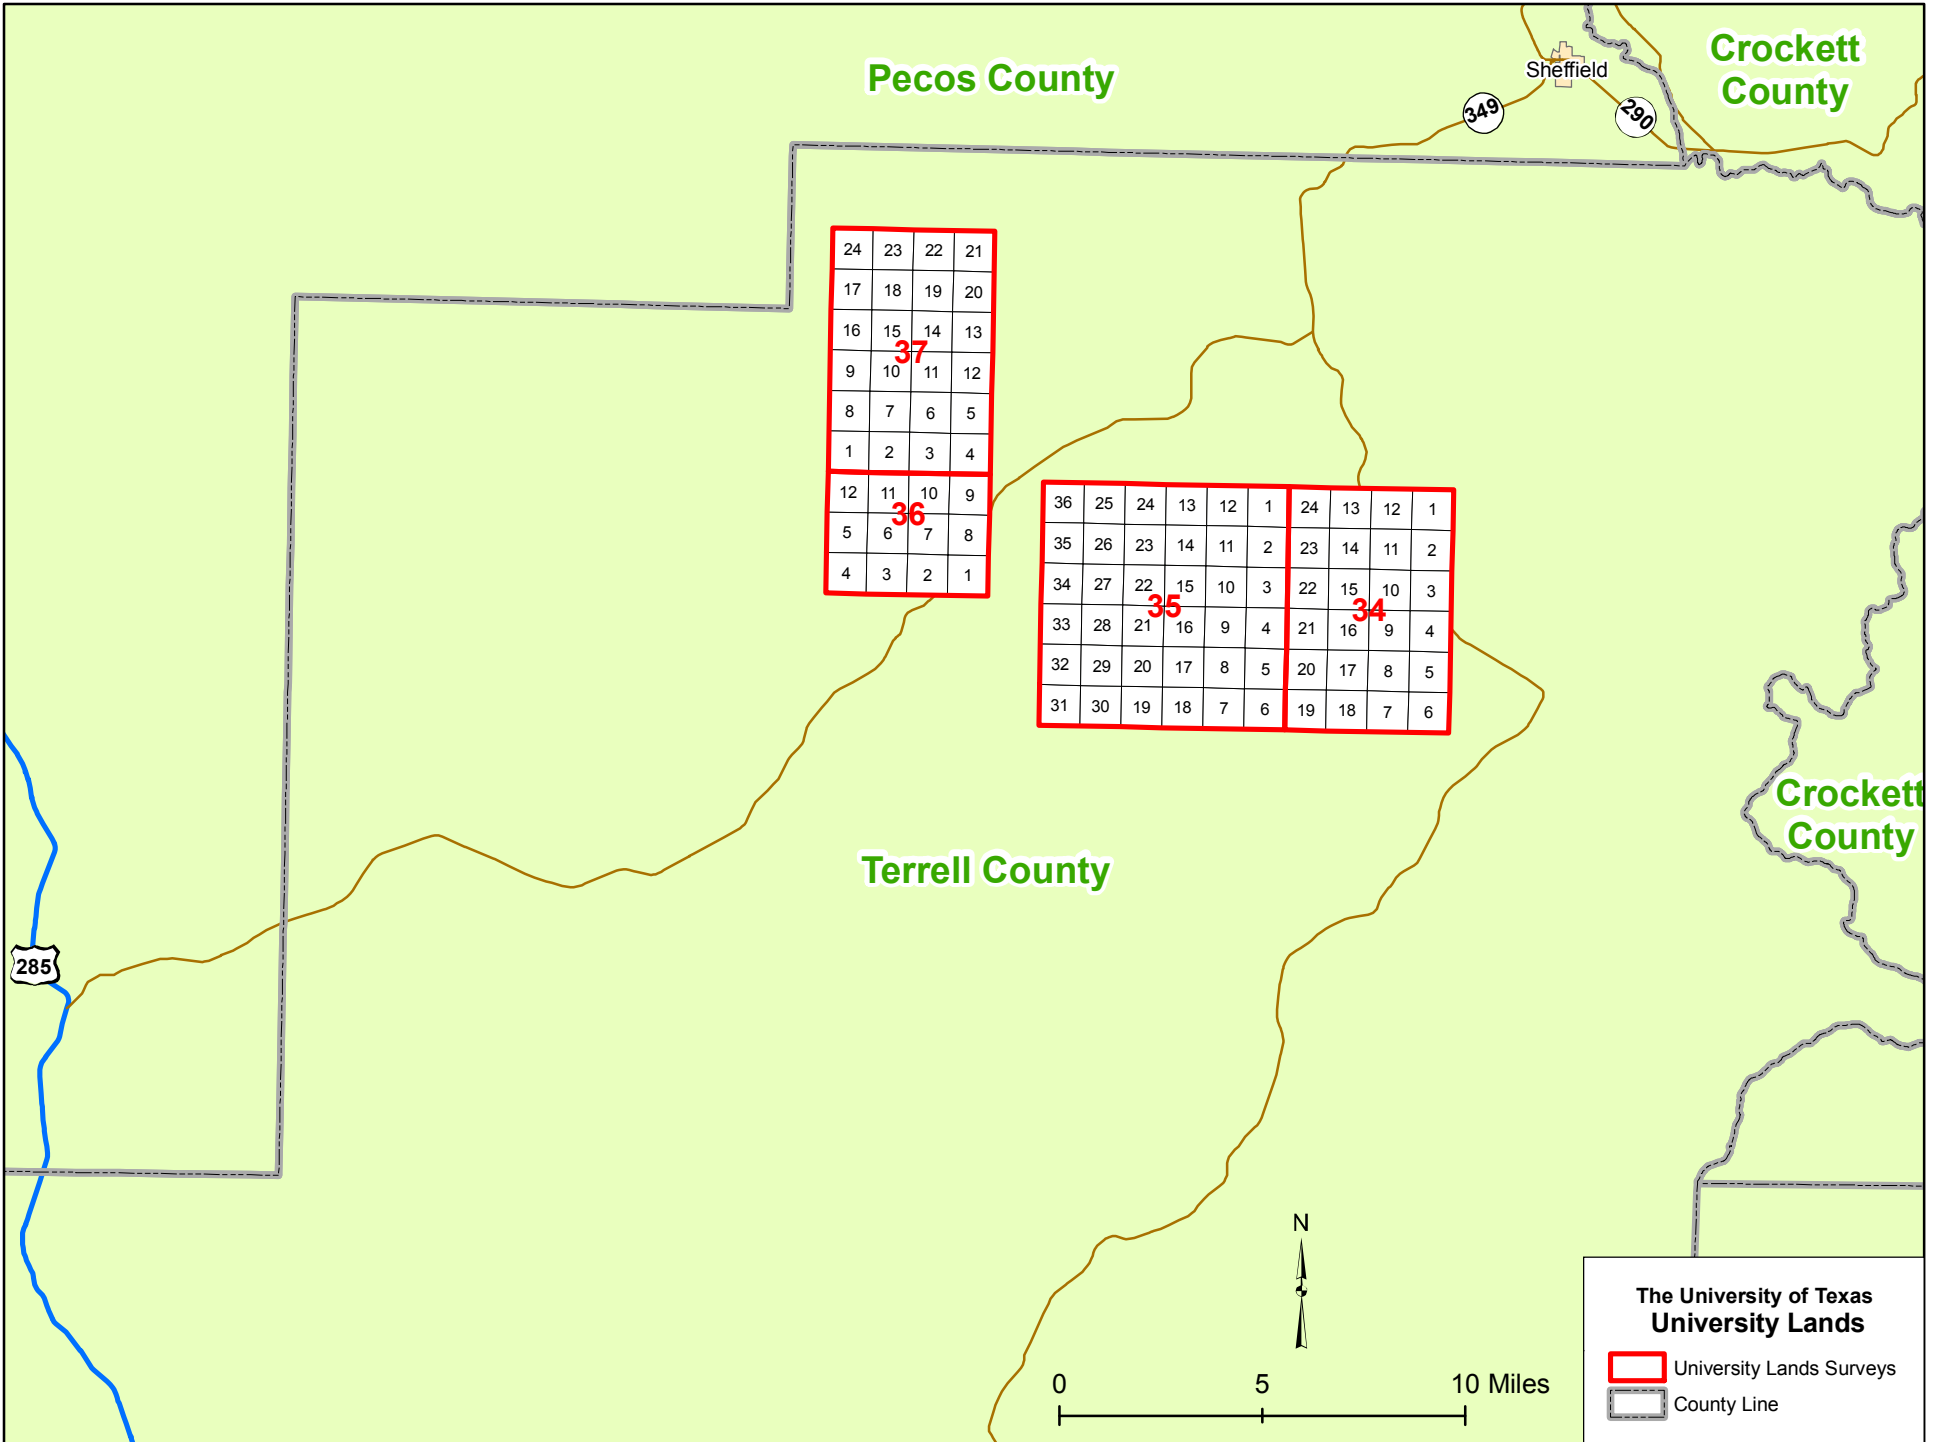 Pecos County
Crockett
County
Sheffield
349
290
24 23 22 21
17 18 19 20
16 15 14 13
37
9 10 11 12
8 7 6 5
1 2 3 4
12 11 10 9
36
5 6 7 8
4 3 2 1
36 25 24 13 12 1 24 13 12 1
35 26 23 14 11 2 23 14 11 2
34 27 22 15 10 3 22 15 10 3
35 34
33 28 21 16 9 4 21 16 9 4
32 29 20 17 8 5 20 17 8 5
31 30 19 18 7 6 19 18 7 6
Crockett
County
Terrell County
285
N
0 5 10 Miles
The University of Texas
University Lands
University Lands Surveys
County Line